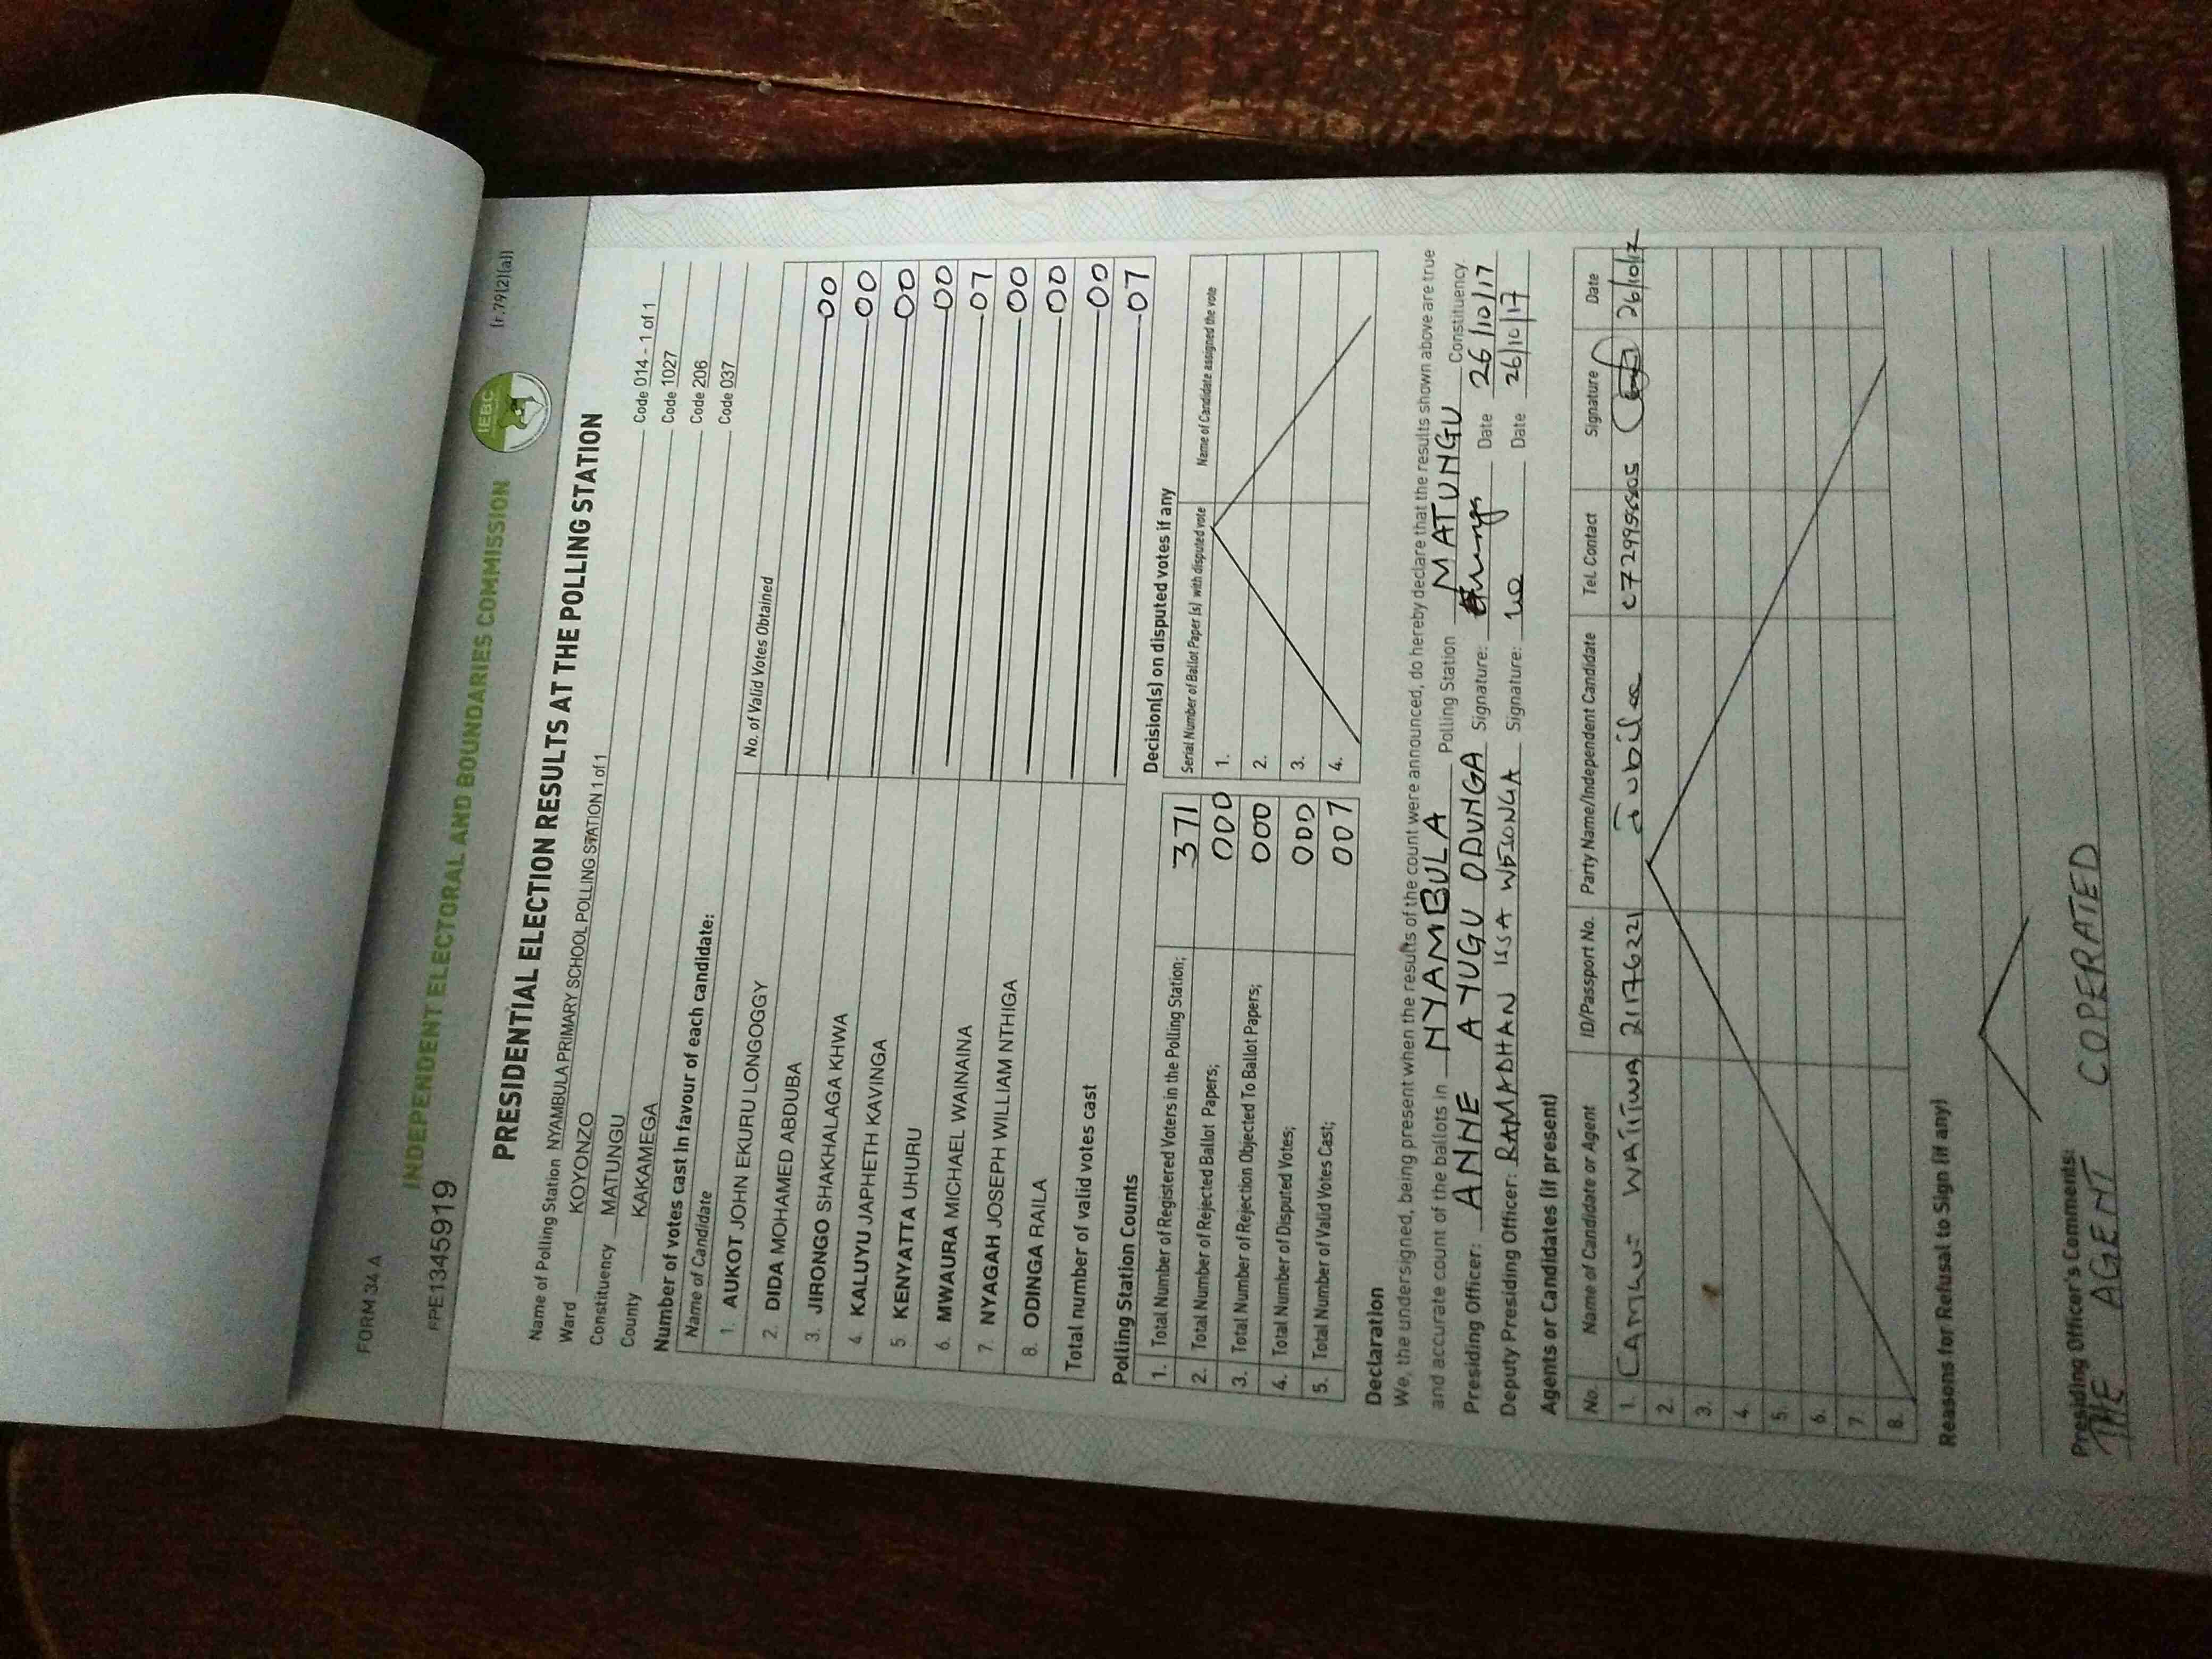 FORM 34 A
(r.79(2)(a))
INDEPENDENT ELECTORAL AND BOUNDARIES COMMISSION
IEBC
PPE1345919
PRESIDENTIAL ELECTION RESULTS AT THE POLLING STATION
Name of Polling Station NYAMBULA PRIMARY SCHOOL POLLING STATION 1 of 1 Code 014 - 1 of 1
Ward KOYONZO Code 1027
Constituency MATUNGU Code 206
County KAKAMEGA Code 037
Number of votes cast in favour of each candidate:
Name of Candidate No. of Valid Votes Obtained
1. AUKOT JOHN EKURU LONGOGGY 00
2. DIDA MOHAMED ABDUBA 00
3. JIRONGO SHAKHALAGA KHWA 00
4. KALUYU JAPHETH KAVINGA 00
5 KENYATTA UHURU 07
6. MWAURA MICHAEL WAINAINA 00
7. NYAGAH JOSEPH WILLIAM NTHIGA 00
8. ODINGA RAILA 00
Total number of valid votes cast 07
Polling Station Counts
1. Total Number of Registered Voters in the Polling Station; 371
2. Total Number of Rejected Ballot Papers; 000
3. Total Number of Rejection Objected To Ballot Papers; 000
4. Total Number of Disputed Votes; 000
5. Total Number of Valid Votes Cast; 007
Decision(s) on disputed votes if any
Serial Number of Ballot Paper (s) with disputed vote Name of Candidate assigned the vote
1.
2.
3.
4.
Declaration
We, the undersigned, being present when the results of the count were announced, do hereby declare that the results shown above are true
and accurate count of the ballots in NYAMBULA Polling Station MATUNGU Constituency.
Presiding Officer: ANNE AYUGU ODUNGA Signature: Date 26/10/17
Deputy Presiding Officer: RAMADHAN ISSA WESONGA Signature: Date 26/10/17
Agents or Candidates (if present)
No. Name of Candidate or Agent ID/Passport No. Party Name/Independent Candidate Tel. Contact Signature Date
1. 21176221 Jubilee 26/10/17
2.
3.
4.
5.
6.
7.
8.
Reasons for Refusal to Sign (if any)
Presiding Officer's Comments:
THE AGENT COPERATED